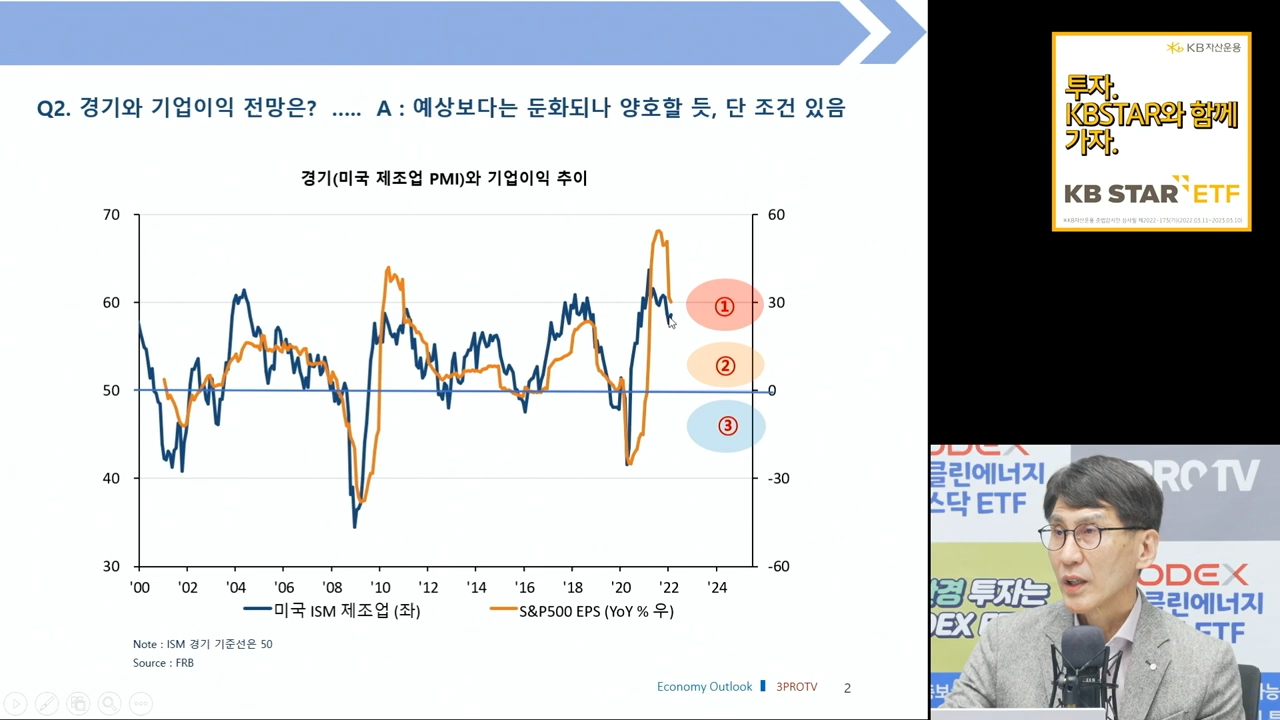 Q2. 경기와 기업이익 전망은? ..... A : 예상보다는 둔화되나 양호할 듯, 단 조건 있음
경기(미국 제조업 PMI)와 기업이익 추이
70
60
50
40
30
60
30
0
-30
-60
①
②
③
'00 '02 '04 '06 '08 '10 '12 '14 '16 '18 '20 '22 '24
미국 ISM 제조업 (좌) S&P500 EPS (YoY % 우)
Note : ISM 경기 기준선은 50
Source : FRB
Economy Outlook 3PROTV 2
KB자산운용
투자.
KBSTAR와 함께
가자.
KB STAR ETF
클린에너지
스닥 ETF
PRO TV
투자는
ODEX
클린에너지
ETF